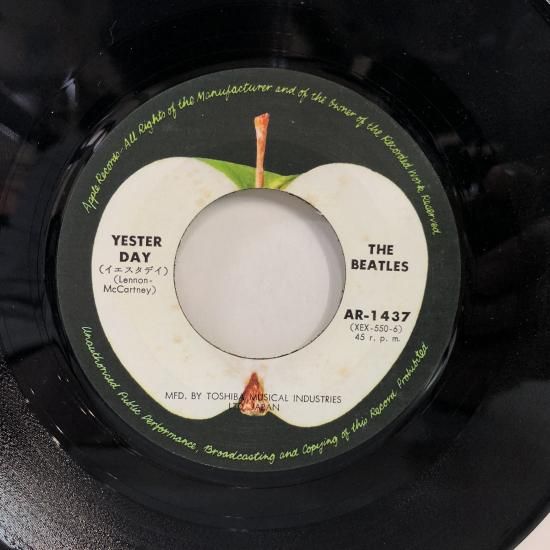 Apple Records—All Rights of the Manufacturer and of the Owner of the Recorded Work Reserved
YESTER
DAY
(イエスタデイ)
(Lennon-
McCartney)
THE
BEATLES
AR-1437
(XEX-550-6)
45 r. p. m.
MFD. BY TOSHIBA MUSICAL INDUSTRIES
LTD. JAPAN
Unauthorized Public Performance, Broadcasting and Copying of this Record Prohibited